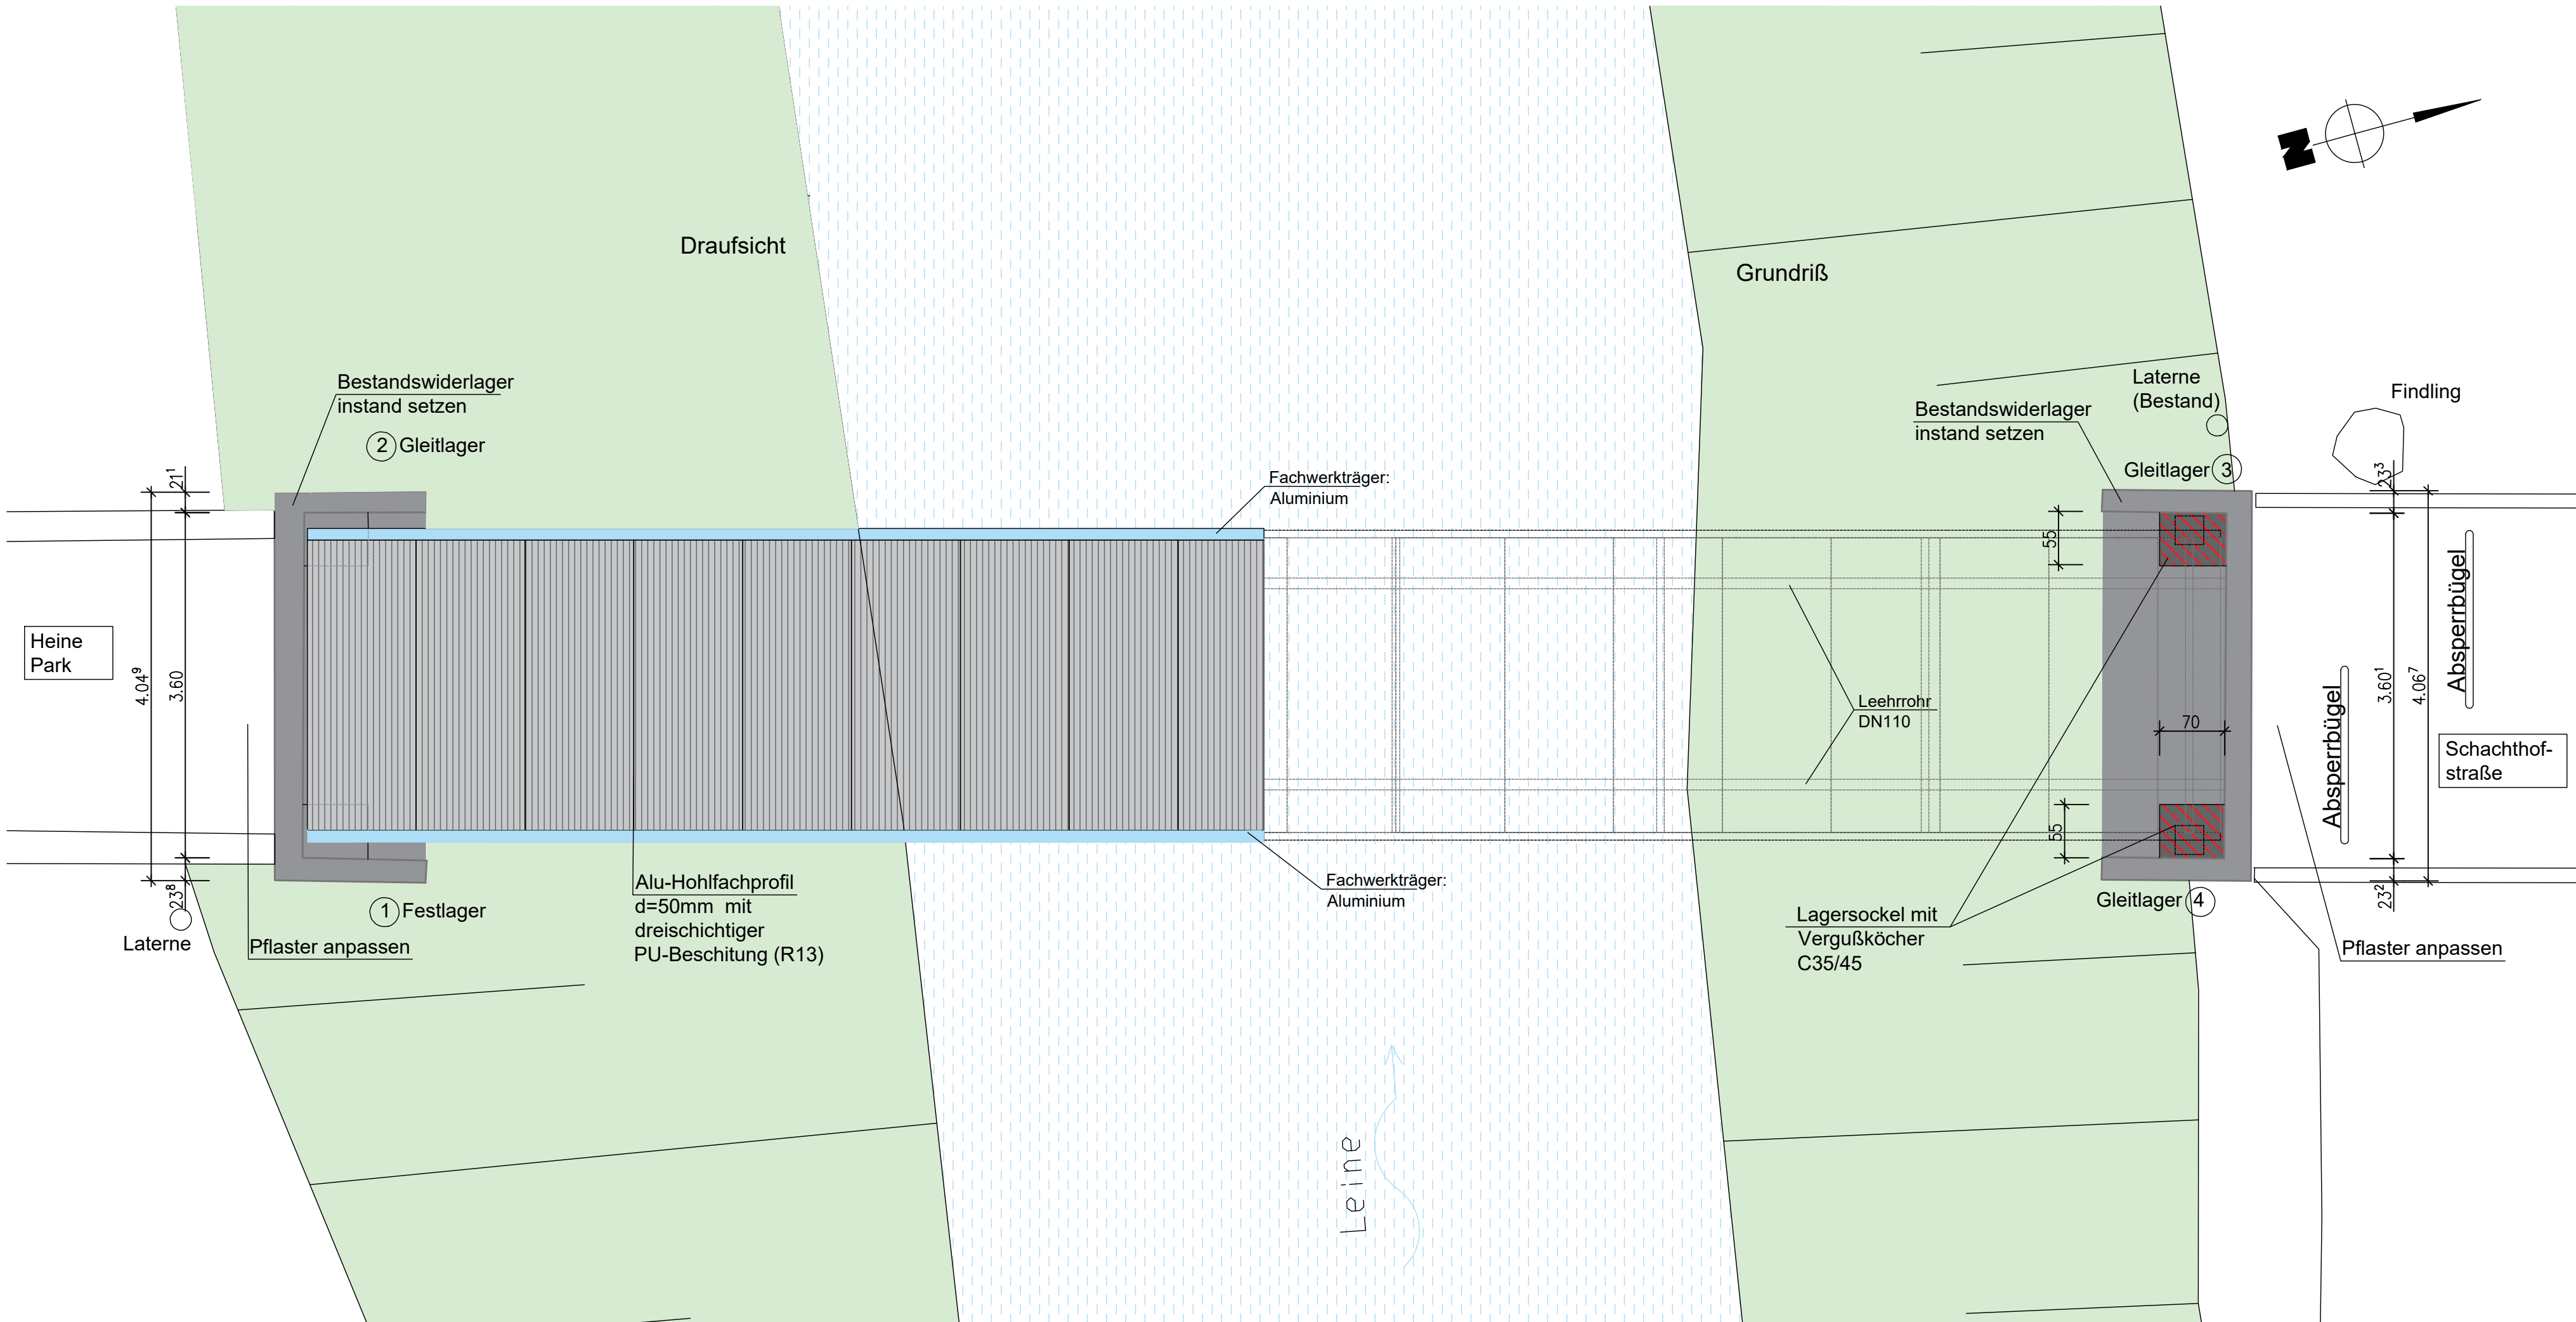 N
Draufsicht
Grundriß
Bestandswiderlager
instand setzen
2 Gleitlager
Laterne
(Bestand)
Findling
Bestandswiderlager
instand setzen
Gleitlager 3
Fachwerkträger:
Aluminium
21¹
4.04⁹
3.60
23⁸
Heine
Park
55
55
70
23³
3.60¹
4.06⁷
23²
Absperrbügel
Absperrbügel
Leehrrohr
DN110
Schachthof-
straße
Alu-Hohlfachprofil
d=50mm mit
dreischichtiger
PU-Beschitung (R13)
Fachwerkträger:
Aluminium
1 Festlager
Laterne
Pflaster anpassen
Lagersockel mit
Vergußköcher
C35/45
Gleitlager 4
Pflaster anpassen
Leine